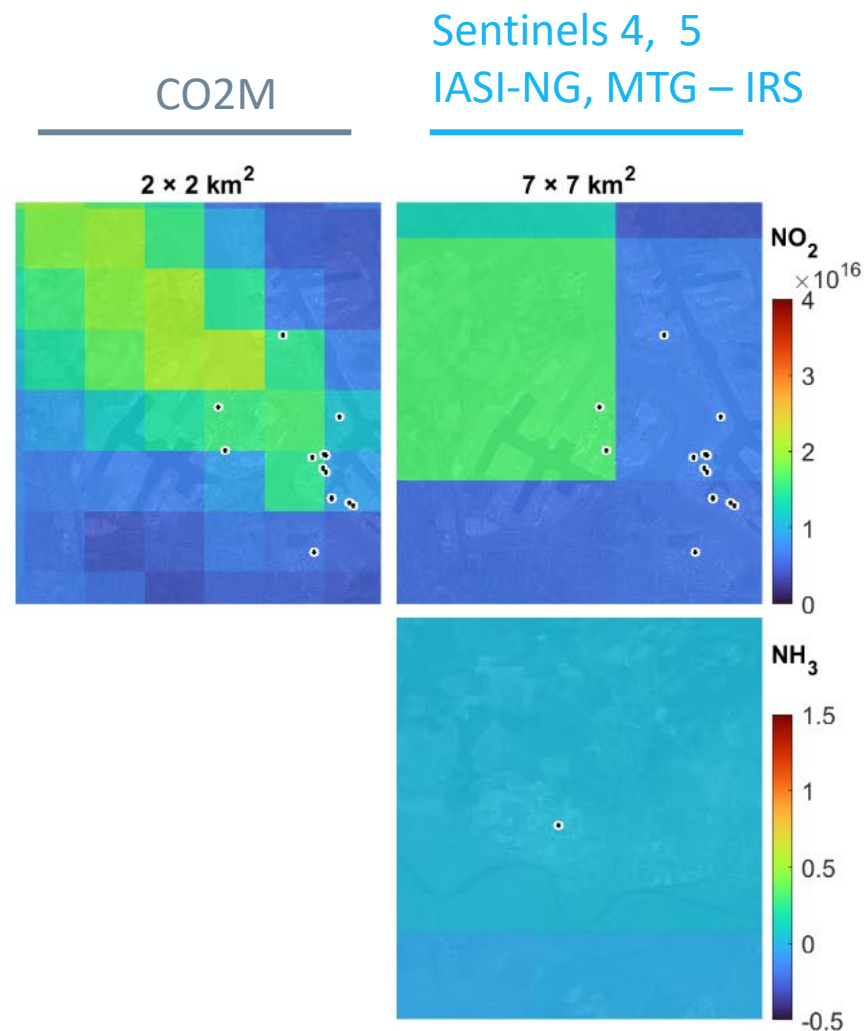 CO2M
Sentinels 4, 5
IASI-NG, MTG – IRS
2 × 2 km²
7 × 7 km²
NO₂
×10¹⁶
4
3
2
1
0
NH₃
1.5
1
0.5
0
-0.5